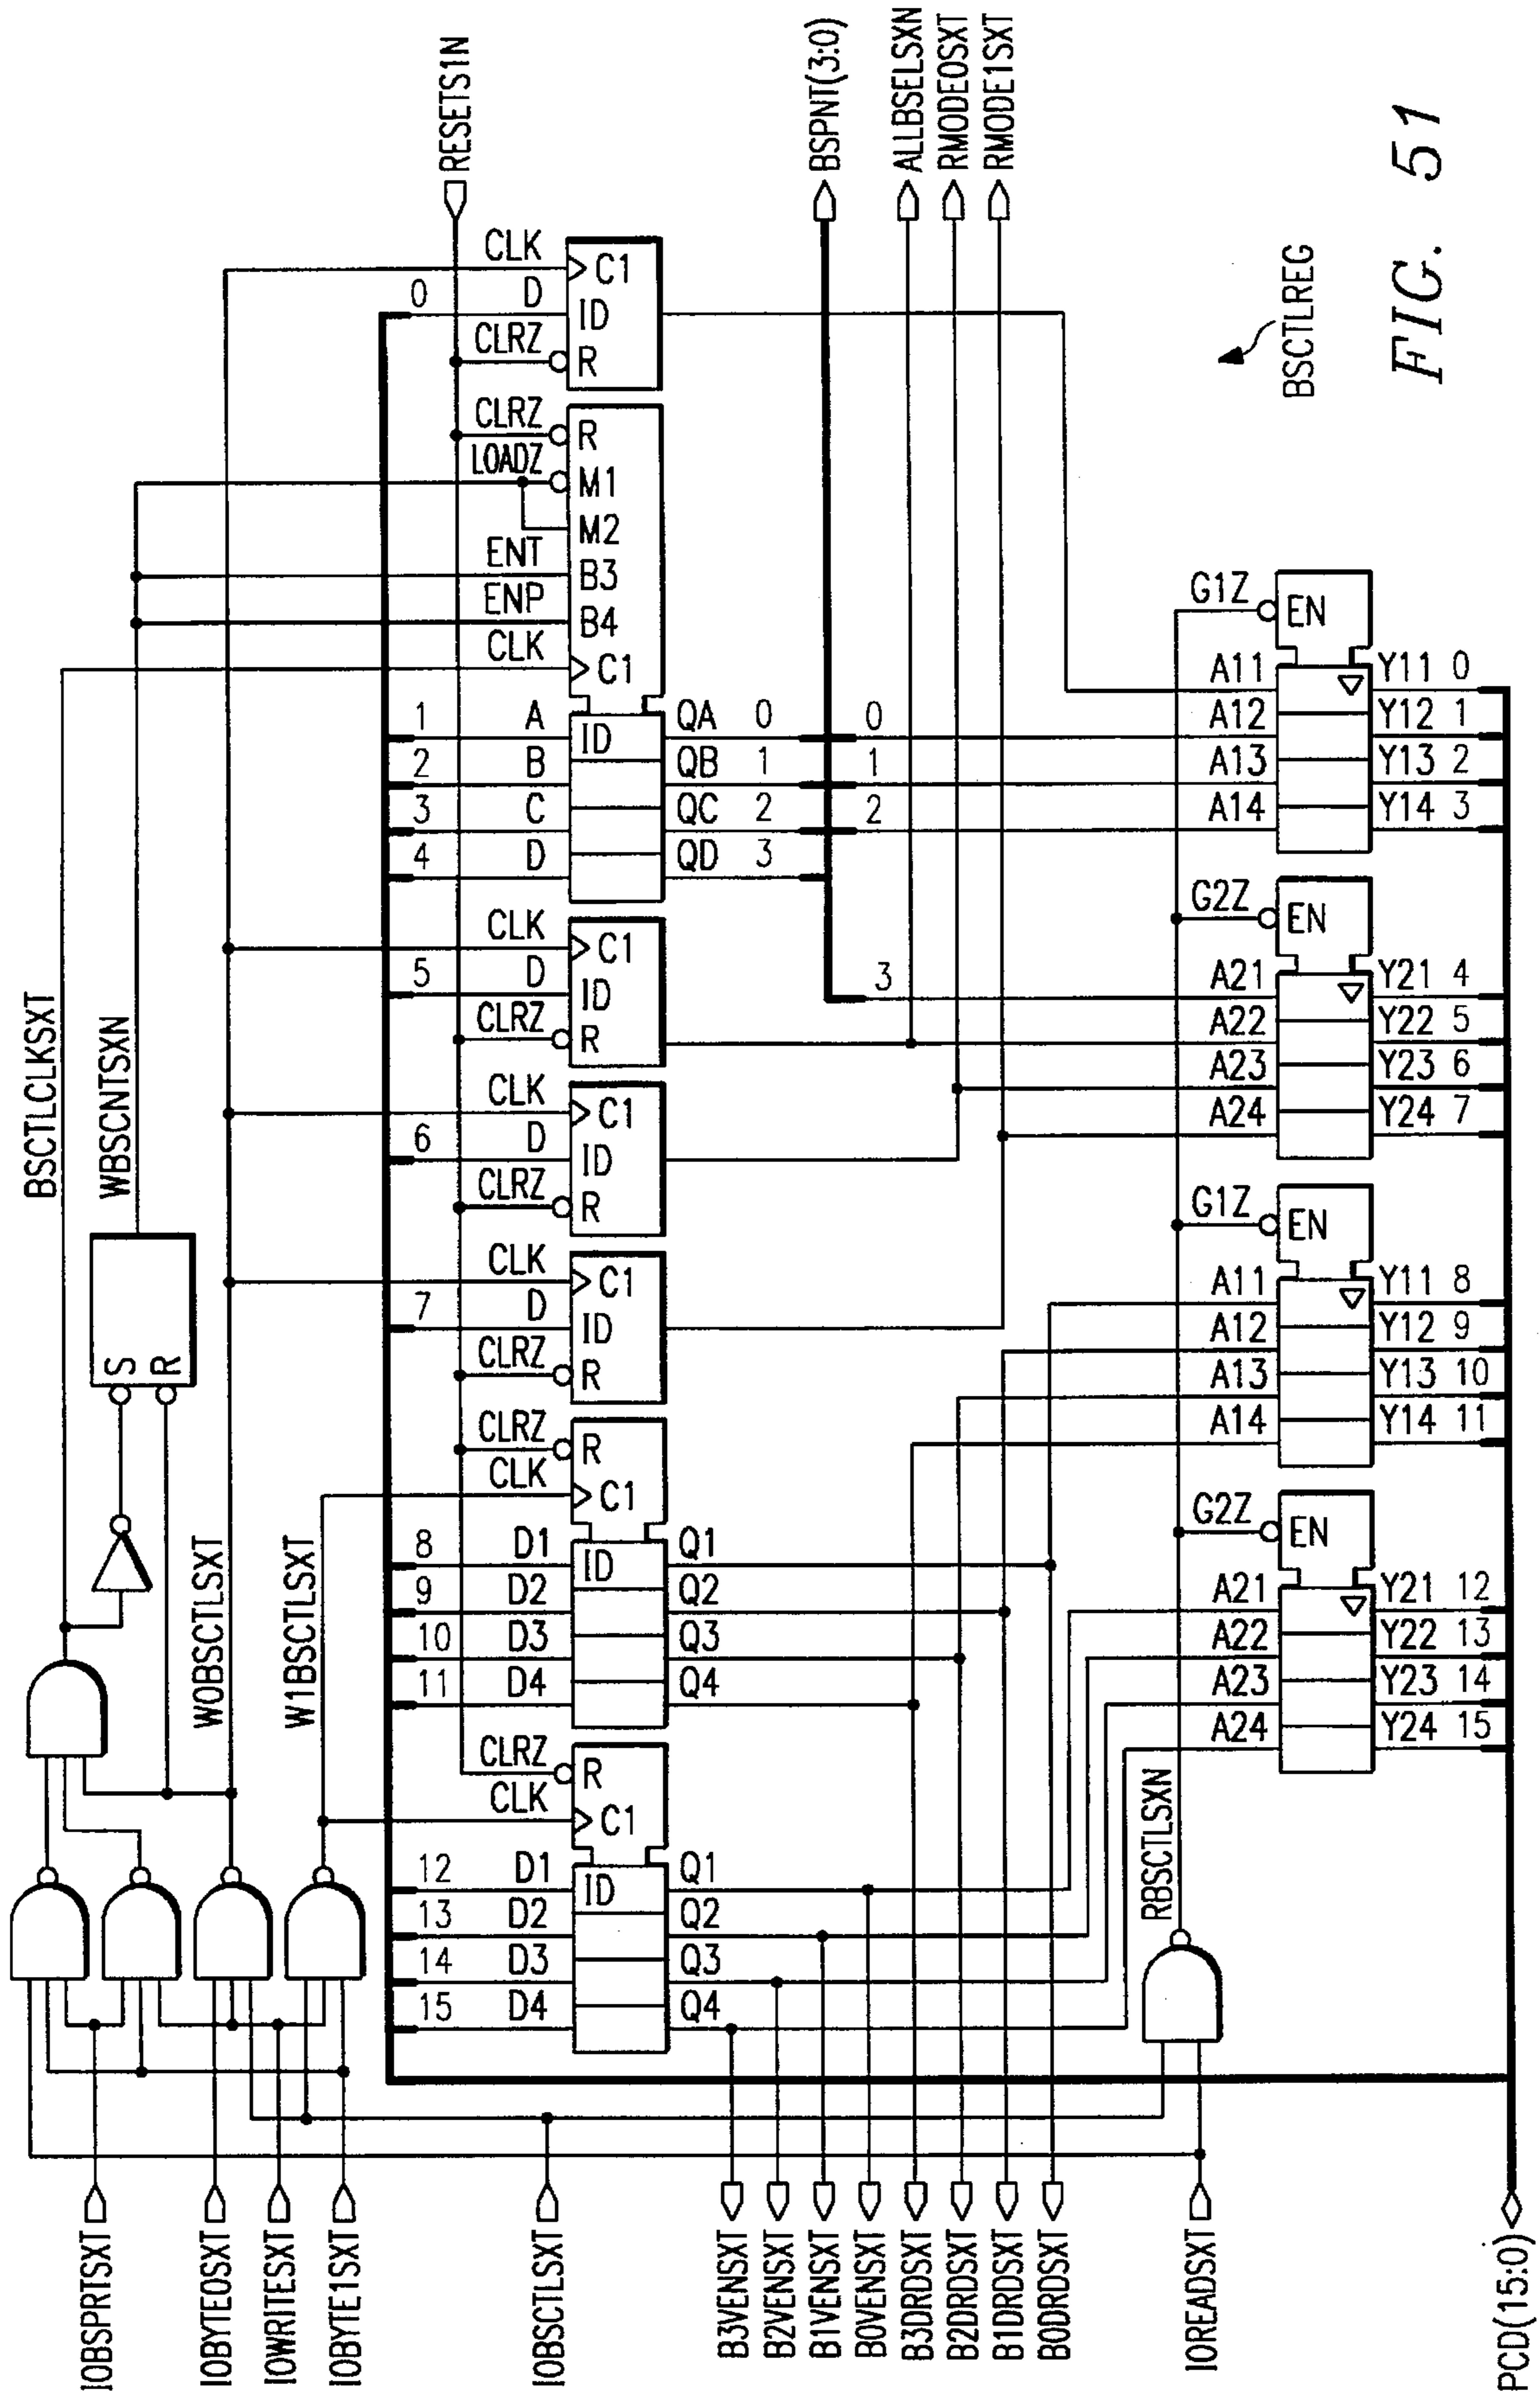 IOBSPRTSXT
IOBYTE0SXT
IOWRITESXT
IOBYTE1SXT
IOBSCTLSXT
B3VENSXT
B2VENSXT
B1VENSXT
B0VENSXT
B3DRDSXT
B2DRDSXT
B1DRDSXT
B0DRDSXT
IOREADSXT
PCD(15:0)
BSCTLCLKSXT
WBSCNTSXN
S
R
W0BSCTLSXT
W1BSCTLSXT
RBSCTLSXN
RESETS1N
BSPNT(3:0)
ALLBSELSXN
RMODE0SXT
RMODE1SXT
CLK
C1
0 D
ID
CLRZ
R
CLRZ
R
LOADZ
M1
M2
ENT
B3
ENP
B4
CLK
C1
1 A ID QA 0 0
2 B QB 1 1
3 C QC 2 2
4 D QD 3
CLK
C1
5 D
ID
CLRZ
R
3
CLK
C1
6 D
ID
CLRZ
R
CLK
C1
7 D
ID
CLRZ
R
CLRZ
R
CLK
C1
8 D1 ID Q1
9 D2 Q2
10 D3 Q3
11 D4 Q4
CLRZ
R
CLK
C1
12 D1 ID Q1
13 D2 Q2
14 D3 Q3
15 D4 Q4
G1Z
EN
A11 Y11 0
A12 Y12 1
A13 Y13 2
A14 Y14 3
G2Z
EN
A21 Y21 4
A22 Y22 5
A23 Y23 6
A24 Y24 7
G1Z
EN
A11 Y11 8
A12 Y12 9
A13 Y13 10
A14 Y14 11
G2Z
EN
A21 Y21 12
A22 Y22 13
A23 Y23 14
A24 Y24 15
BSCTLREG
FIG. 51